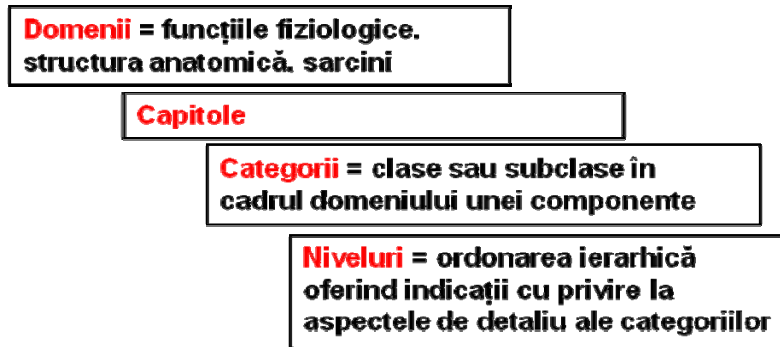 Domenii = funcțiile fiziologice.
structura anatomică. sarcini
Capitole
Categorii = clase sau subclase în
cadrul domeniului unei componente
Niveluri = ordonarea ierarhică
oferind indicații cu privire la
aspectele de detaliu ale categoriilor